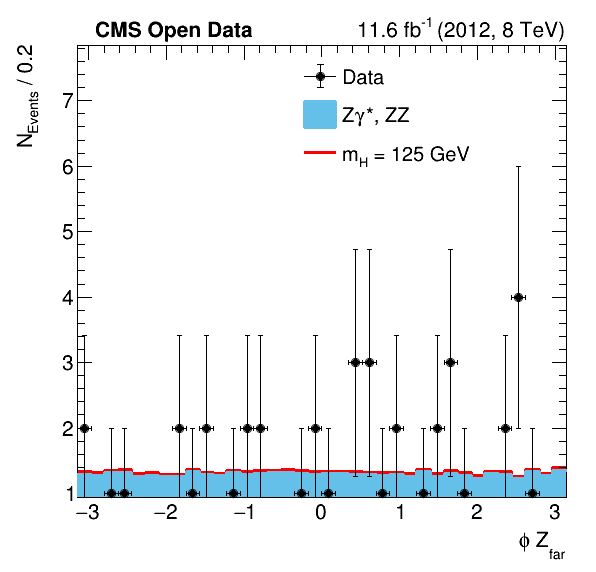 CMS Open Data 11.6 fb⁻¹ (2012, 8 TeV)
N_Events / 0.2
Data
Zγ*, ZZ
m_H = 125 GeV
7
6
5
4
3
2
1
−3 −2 −1 0 1 2 3
ϕ Z_far